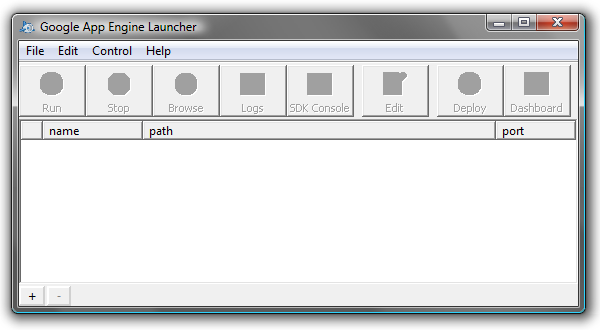 Google App Engine Launcher
File Edit Control Help
Run Stop Browse Logs SDK Console Edit Deploy Dashboard
name path port
+ -